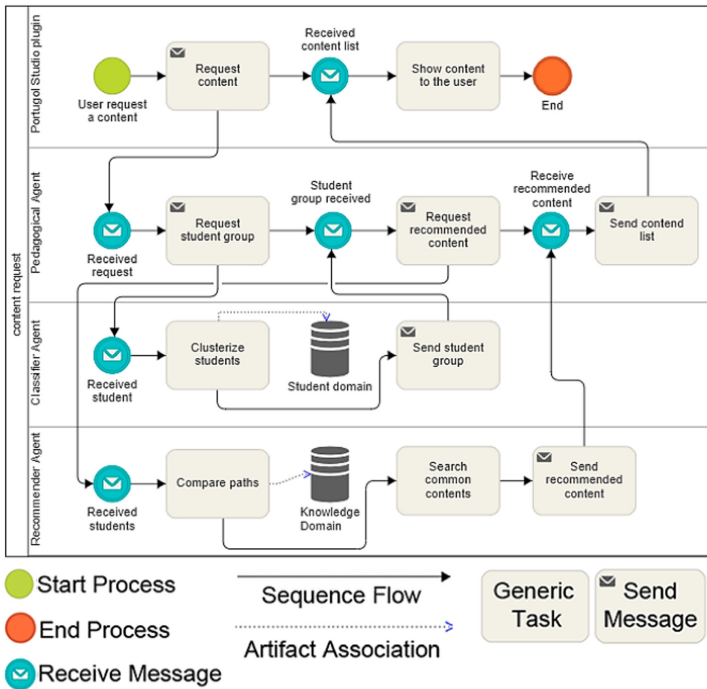 content request
Portugol Studio plugin
User request
a content
Request
content
Received
content list
Show content
to the user
End
Pedagogical Agent
Received
request
Request
student group
Student
group received
Request
recommended
content
Receive
recommended
content
Send contend
list
Classifier Agent
Received
student
Clusterize
students
Student domain
Send student
group
Recommender Agent
Received
students
Compare paths
Knowledge
Domain
Search
common
contents
Send
recommended
content
Start Process
End Process
Receive Message
Sequence Flow
Artifact Association
Generic
Task
Send
Message